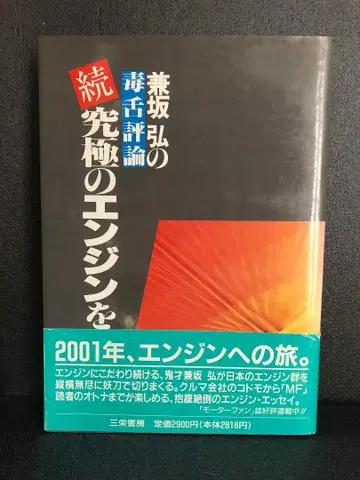 兼坂 弘の
毒舌評論
続
究極のエンジンを
2001年、エンジンへの旅。
エンジンにこだわり続ける、鬼才兼坂 弘が日本のエンジン群を
縦横無尽に妖刀で切りまくる。クルマ会社のコトモから「MF」
読者のオトナまでが楽しめる、抱腹絶倒のエンジン・エッセイ。
「モーターファン」誌好評連載中!!
三栄書房 定価2900円(本体2816円)